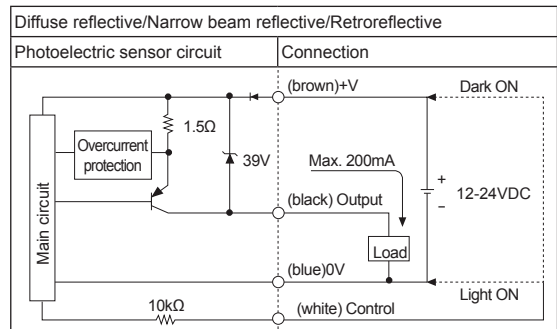 Diffuse reflective/Narrow beam reflective/Retroreflective
Photoelectric sensor circuit
Connection
(brown)+V
Dark ON
1.5Ω
Overcurrent
protection
39V
Max. 200mA
+
12-24VDC
−
(black) Output
Main circuit
Load
(blue)0V
Light ON
10kΩ
(white) Control